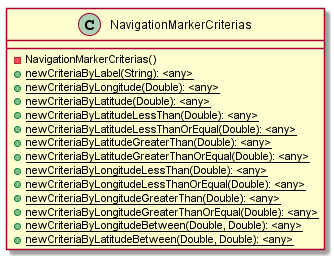 C NavigationMarkerCriterias
NavigationMarkerCriterias()
newCriteriaByLabel(String): <any>
newCriteriaByLongitude(Double): <any>
newCriteriaByLatitude(Double): <any>
newCriteriaByLatitudeLessThan(Double): <any>
newCriteriaByLatitudeLessThanOrEqual(Double): <any>
newCriteriaByLatitudeGreaterThan(Double): <any>
newCriteriaByLatitudeGreaterThanOrEqual(Double): <any>
newCriteriaByLongitudeLessThan(Double): <any>
newCriteriaByLongitudeLessThanOrEqual(Double): <any>
newCriteriaByLongitudeGreaterThan(Double): <any>
newCriteriaByLongitudeGreaterThanOrEqual(Double): <any>
newCriteriaByLongitudeBetween(Double, Double): <any>
newCriteriaByLatitudeBetween(Double, Double): <any>